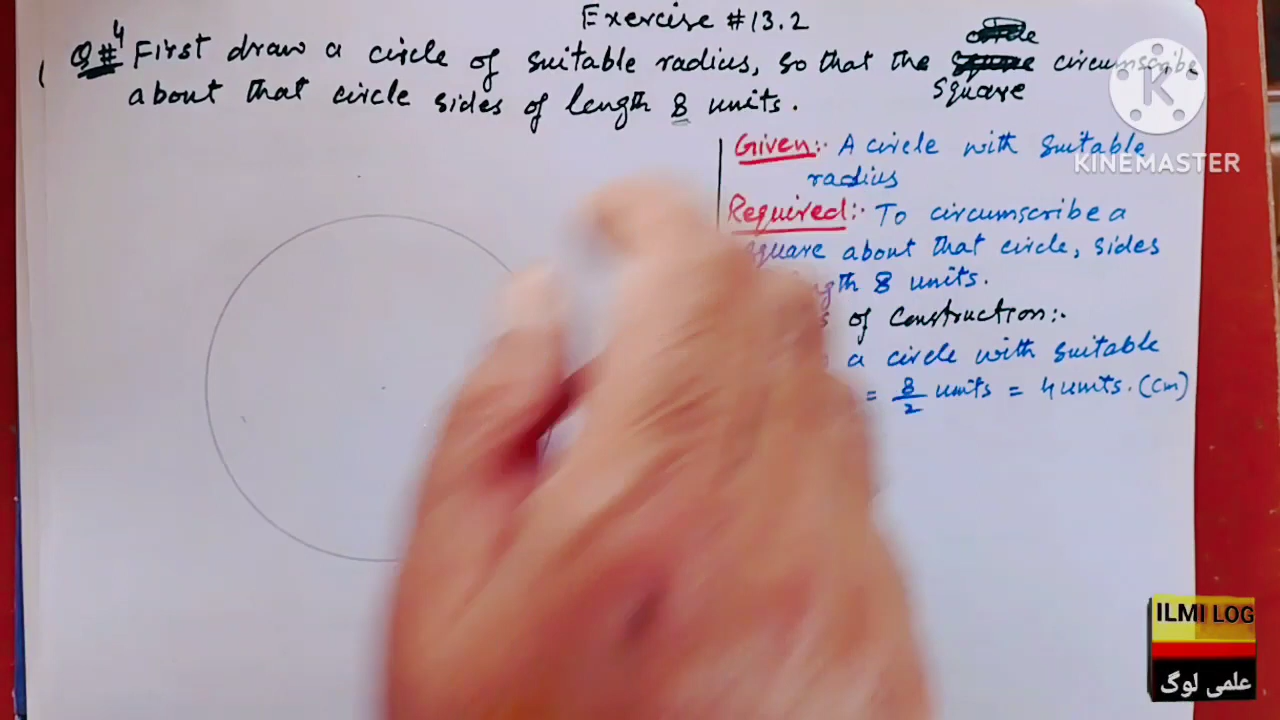 Exercise #13.2
Q#4 First draw a circle of suitable radius, so that the circumscribe
Square
about that circle sides of length 8 units.
Given:- A circle with suitable
radius
Required:- To circumscribe a
square about that circle, sides
8 units.
of construction:-
a circle with suitable
= 8/2 units = 4 units. (cm)
KINEMASTER
ILMI LOG
علمی لوگ